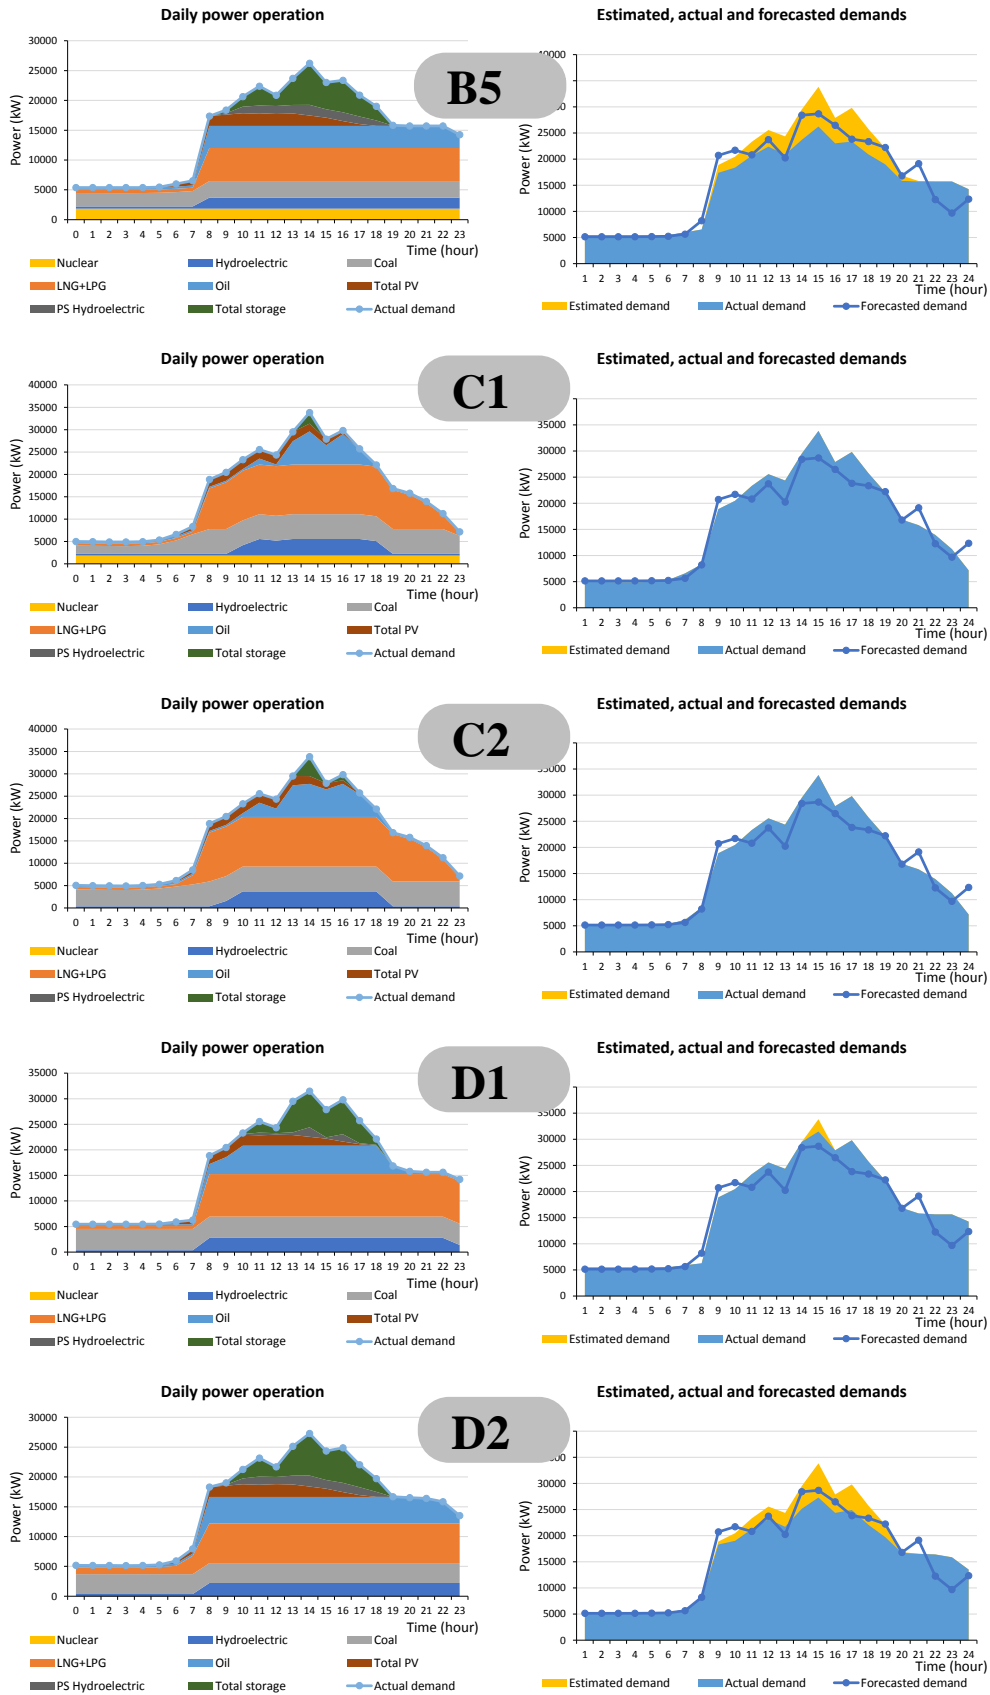 Daily power operation
Estimated, actual and forecasted demands
B5
Power (kW)
30000
25000
20000
15000
10000
5000
0
0 1 2 3 4 5 6 7 8 9 10 11 12 13 14 15 16 17 18 19 20 21 22 23
Time (hour)
Nuclear Hydroelectric Coal
LNG+LPG Oil Total PV
PS Hydroelectric Total storage Actual demand
Power (kW)
40000
30000
25000
20000
15000
10000
5000
0
1 2 3 4 5 6 7 8 9 10 11 12 13 14 15 16 17 18 19 20 21 22 23 24
Time (hour)
Estimated demand Actual demand Forecasted demand
Daily power operation
Estimated, actual and forecasted demands
C1
Power (kW)
40000
35000
30000
25000
20000
15000
10000
5000
0
0 1 2 3 4 5 6 7 8 9 10 11 12 13 14 15 16 17 18 19 20 21 22 23
Time (hour)
Nuclear Hydroelectric Coal
LNG+LPG Oil Total PV
PS Hydroelectric Total storage Actual demand
Power (kW)
30000
25000
20000
15000
10000
5000
0
1 2 3 4 5 6 7 8 9 10 11 12 13 14 15 16 17 18 19 20 21 22 23 24
Time (hour)
Estimated demand Actual demand Forecasted demand
Daily power operation
Estimated, actual and forecasted demands
C2
Power (kW)
40000
35000
30000
25000
20000
15000
10000
5000
0
0 1 2 3 4 5 6 7 8 9 10 11 12 13 14 15 16 17 18 19 20 21 22 23
Time (hour)
Nuclear Hydroelectric Coal
LNG+LPG Oil Total PV
PS Hydroelectric Total storage Actual demand
Power (kW)
35000
30000
25000
20000
15000
10000
5000
0
1 2 3 4 5 6 7 8 9 10 11 12 13 14 15 16 17 18 19 20 21 22 23 24
Time (hour)
Estimated demand Actual demand Forecasted demand
Daily power operation
Estimated, actual and forecasted demands
D1
Power (kW)
35000
30000
25000
20000
15000
10000
5000
0
0 1 2 3 4 5 6 7 8 9 10 11 12 13 14 15 16 17 18 19 20 21 22 23
Time (hour)
Nuclear Hydroelectric Coal
LNG+LPG Oil Total PV
PS Hydroelectric Total storage Actual demand
Power (kW)
35000
30000
25000
20000
15000
10000
5000
0
1 2 3 4 5 6 7 8 9 10 11 12 13 14 15 16 17 18 19 20 21 22 23 24
Time (hour)
Estimated demand Actual demand Forecasted demand
Daily power operation
Estimated, actual and forecasted demands
D2
Power (kW)
30000
25000
20000
15000
10000
5000
0
0 1 2 3 4 5 6 7 8 9 10 11 12 13 14 15 16 17 18 19 20 21 22 23
Time (hour)
Nuclear Hydroelectric Coal
LNG+LPG Oil Total PV
PS Hydroelectric Total storage Actual demand
Power (kW)
30000
25000
20000
15000
10000
5000
0
1 2 3 4 5 6 7 8 9 10 11 12 13 14 15 16 17 18 19 20 21 22 23 24
Time (hour)
Estimated demand Actual demand Forecasted demand